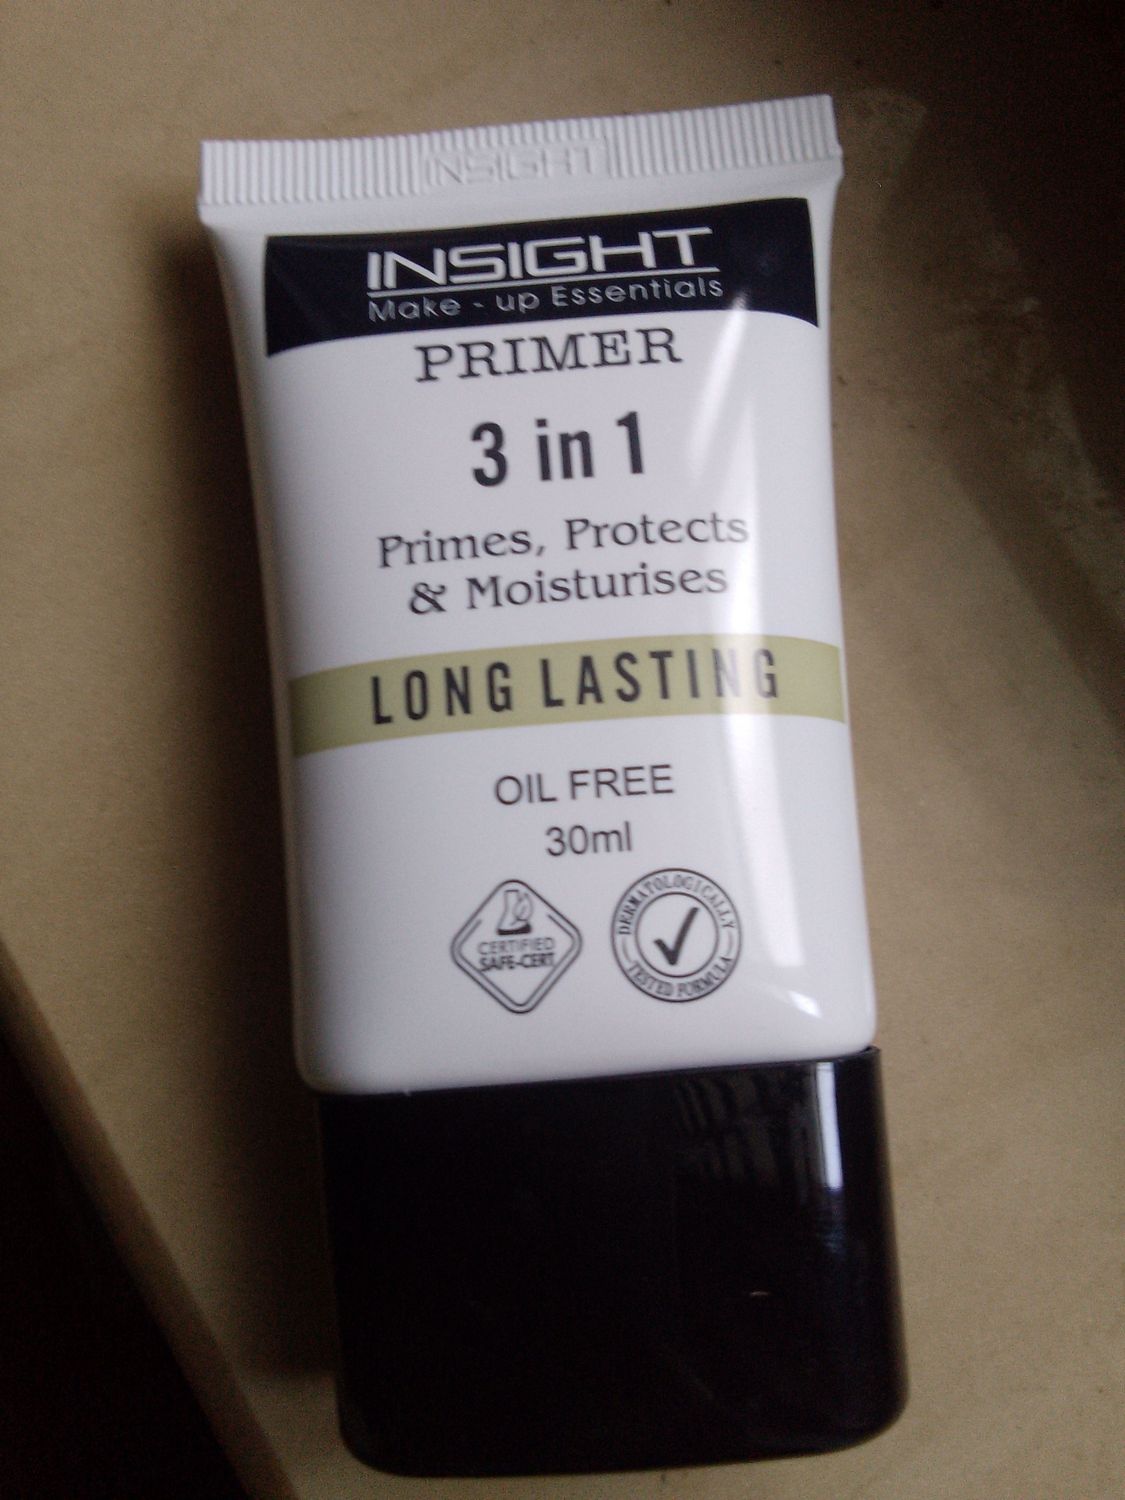 INSIGHT
INSIGHT
Make - up Essentials
PRIMER
3 in 1
Primes, Protects
& Moisturises
LONG LASTING
OIL FREE
30ml
CERTIFIED
SAFE-CERT
DERMATOLOGICALLY
TESTED FORMULA